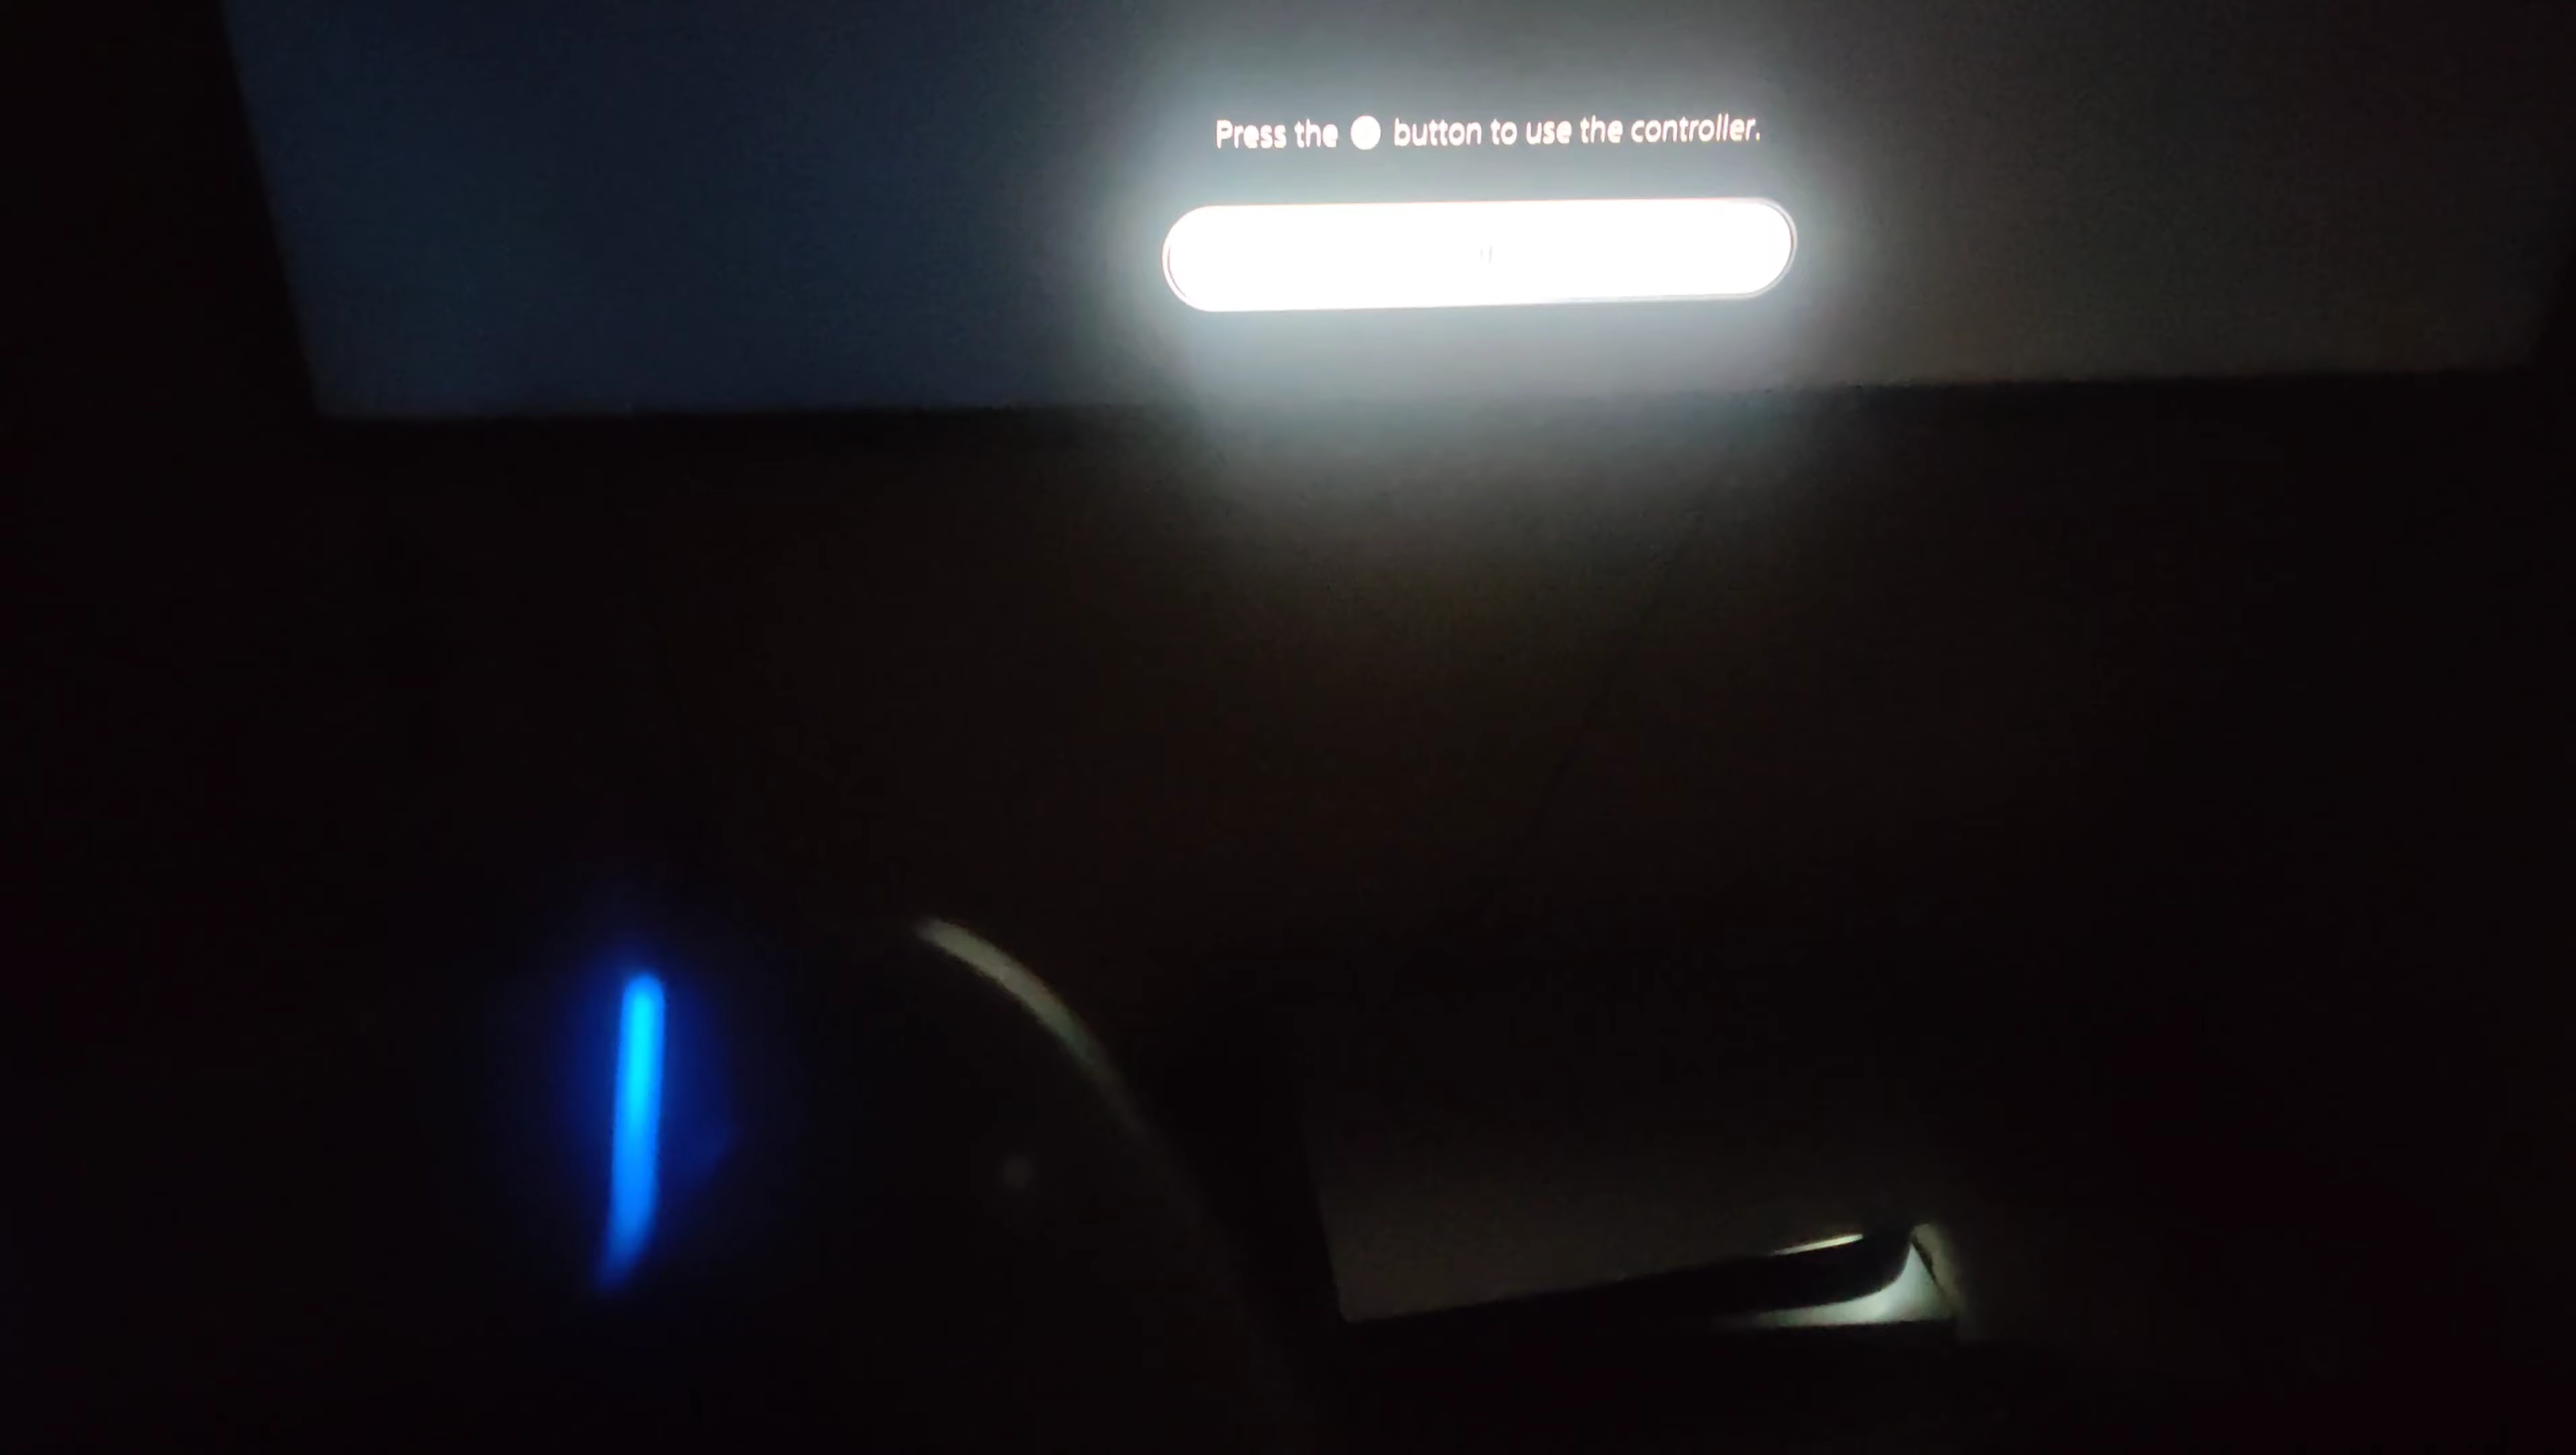 Press the button to use the controller.